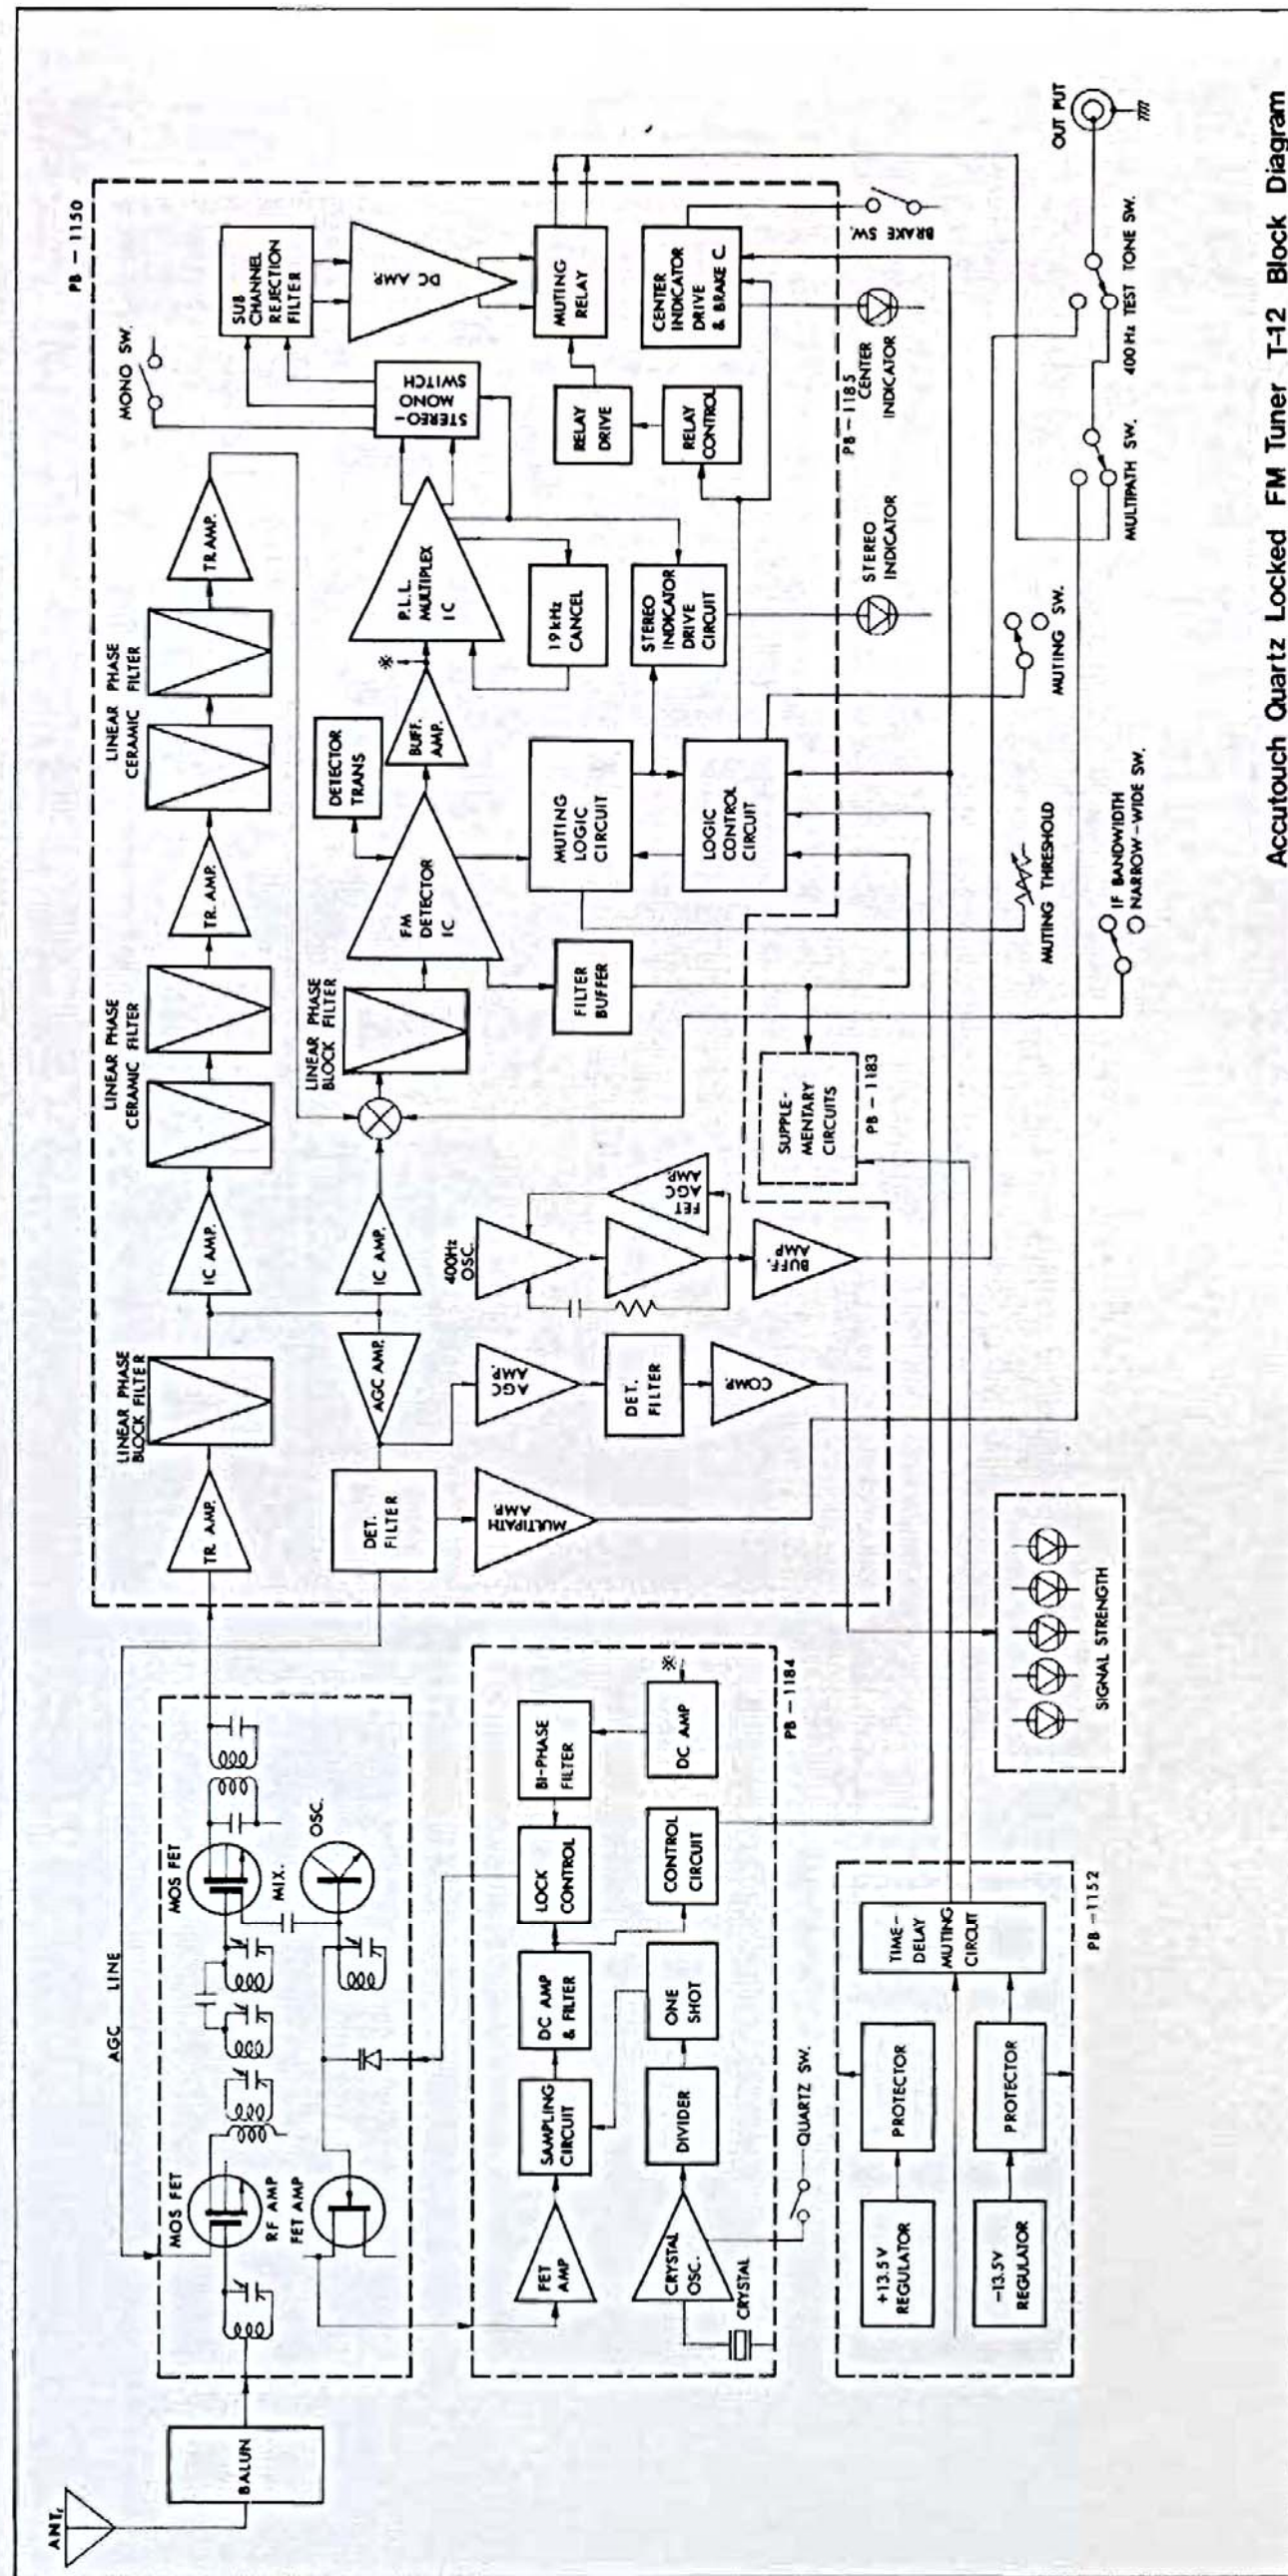 ANT.
BALUN
AGC LINE
MOS FET
RF AMP
FET AMP
MOS FET
MIX.
OSC.
PB - 1150
TR. AMP.
LINEAR PHASE
BLOCK FILTER
IC AMP.
LINEAR PHASE
CERAMIC FILTER
TR. AMP.
LINEAR PHASE
CERAMIC FILTER
TR AMP.
MONO SW.
DET.
FILTER
AGC AMP.
IC AMP.
LINEAR PHASE
BLOCK FILTER
FM
DETECTOR
IC
DETECTOR
TRANS
BUFF.
AMP.
※
P.L.L.
MULTIPLEX
IC
STEREO-
MONO
SWITCH
SUB
CHANNEL
REJECTION
FILTER
DC AMP.
MULTIPATH
AMP.
AGC
AMP.
DET.
FILTER
COMP.
400Hz
OSC.
FET
AGC
AMP.
BUFF.
AMP
FILTER
BUFFER
MUTING
LOGIC
CIRCUIT
LOGIC
CONTROL
CIRCUIT
19kHz
CANCEL
STEREO
INDICATOR
DRIVE
CIRCUIT
RELAY
DRIVE
RELAY
CONTROL
MUTING
RELAY
CENTER
INDICATOR
DRIVE
& BRAKE C.
BRAKE SW.
SUPPLE-
MENTARY
CIRCUITS
PB - 1183
PB - 1185
STEREO
INDICATOR
CENTER
INDICATOR
FET
AMP
SAMPLING
CIRCUIT
DC AMP
& FILTER
LOCK
CONTROL
BI-PHASE
FILTER
CRYSTAL
OSC.
CRYSTAL
DIVIDER
ONE
SHOT
CONTROL
CIRCUIT
DC AMP
※
PB - 1184
QUARTZ SW.
+13.5V
REGULATOR
PROTECTOR
TIME-
DELAY
MUTING
CIRCUIT
-13.5V
REGULATOR
PROTECTOR
PB - 1152
SIGNAL STRENGTH
IF BANDWIDTH
NARROW-WIDE SW.
MUTING THRESHOLD
MUTING SW.
MULTIPATH SW.
400 Hz TEST TONE SW.
OUT PUT
Accutouch Quartz Locked FM Tuner T-12 Block Diagram